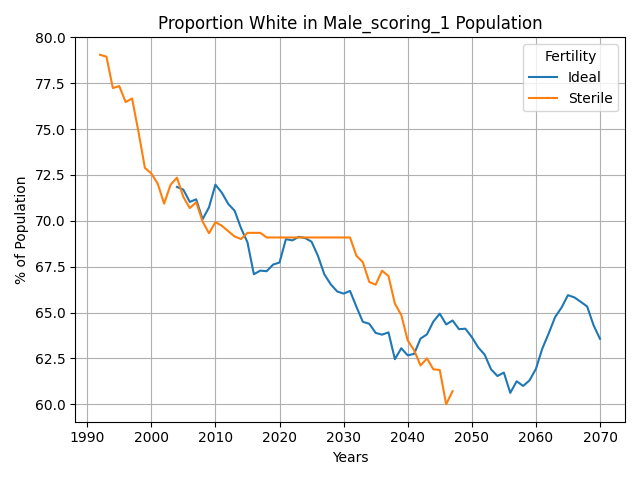 Proportion White in Male_scoring_1 Population
% of Population
80.0
77.5
75.0
72.5
70.0
67.5
65.0
62.5
60.0
Fertility
Ideal
Sterile
1990 2000 2010 2020 2030 2040 2050 2060 2070
Years